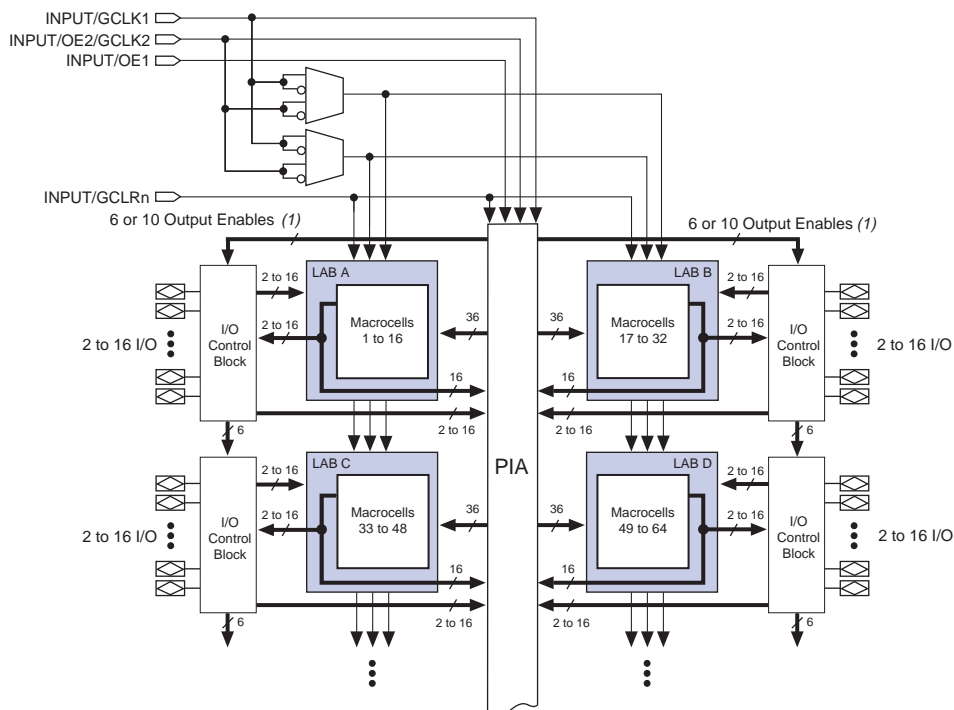 INPUT/GCLK1
INPUT/OE2/GCLK2
INPUT/OE1
INPUT/GCLRn
6 or 10 Output Enables (1)
6 or 10 Output Enables (1)
LAB A
LAB B
2 to 16
2 to 16
I/O
Control
Block
2 to 16 I/O
2 to 16
Macrocells
1 to 16
36
36
Macrocells
17 to 32
2 to 16
I/O
Control
Block
2 to 16 I/O
16
16
2 to 16
2 to 16
6
6
PIA
LAB C
LAB D
2 to 16
2 to 16
I/O
Control
Block
2 to 16 I/O
2 to 16
Macrocells
33 to 48
36
36
Macrocells
49 to 64
2 to 16
I/O
Control
Block
2 to 16 I/O
16
16
2 to 16
2 to 16
6
6